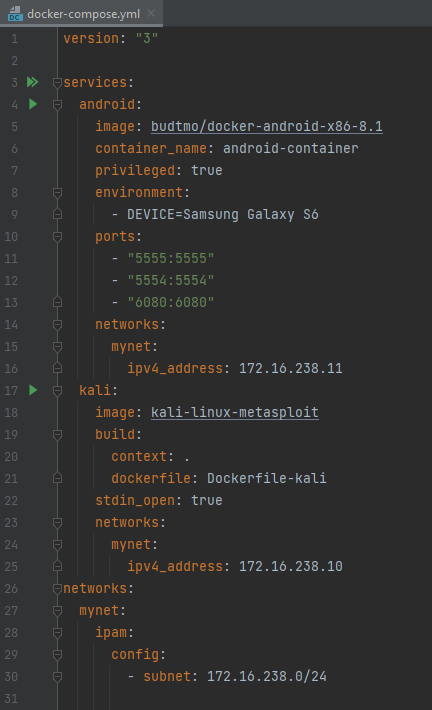 docker-compose.yml
1 version: "3"
2
3 services:
4 android:
5 image: budtmo/docker-android-x86-8.1
6 container_name: android-container
7 privileged: true
8 environment:
9 - DEVICE=Samsung Galaxy S6
10 ports:
11 - "5555:5555"
12 - "5554:5554"
13 - "6080:6080"
14 networks:
15 mynet:
16 ipv4_address: 172.16.238.11
17 kali:
18 image: kali-linux-metasploit
19 build:
20 context: .
21 dockerfile: Dockerfile-kali
22 stdin_open: true
23 networks:
24 mynet:
25 ipv4_address: 172.16.238.10
26 networks:
27 mynet:
28 ipam:
29 config:
30 - subnet: 172.16.238.0/24
31